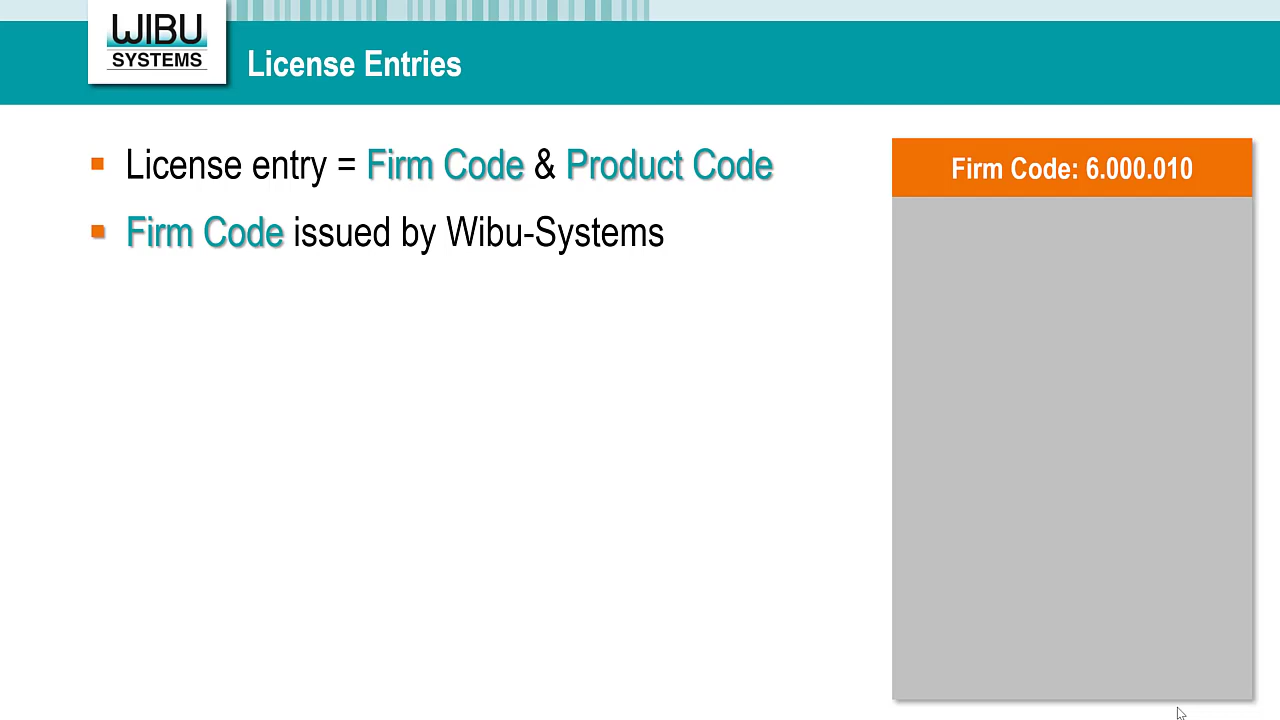 WIBU
SYSTEMS
License Entries
License entry = Firm Code & Product Code
Firm Code issued by Wibu-Systems
Firm Code: 6.000.010